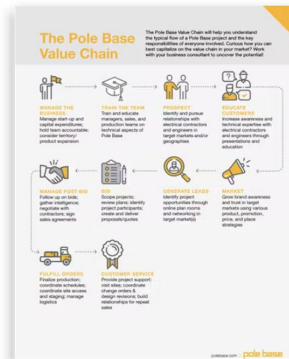 The Pole Base
Value Chain
The Pole Base Value Chain will help you understand
the typical flow of a Pole Base project and the key
responsibilities of everyone involved. Curious how you can
best capitalize on the value chain in your market? Work
with your business consultant to uncover the potential!
MANAGE THE
BUSINESS
Manage start-up and
capital expenditures;
hold team accountable;
consider territory/
product expansion
TRAIN THE TEAM
Train and educate
managers, sales, and
production teams on
technical aspects of
Pole Base
PROSPECT
Identify and pursue
relationships with
electrical contractors
and engineers in
target markets and/or
geographies
EDUCATE
CUSTOMERS
Increase awareness and
technical expertise with
electrical contractors
and engineers through
presentations and
education
MANAGE POST-BID
Follow up on bids;
gather intelligence;
negotiate with
contractors; sign
sales agreements
BID
Scope projects;
review plans; identify
project participants;
create and deliver
proposals/quotes
GENERATE LEADS
Identify project
opportunities through
online plan rooms
and networking in
target market(s)
MARKET
Grow brand awareness
and trust in target
markets using various
product, promotion,
price, and place
strategies
FULFILL ORDERS
Finalize production;
coordinate schedules;
coordinate site access
and staging; manage
logistics
CUSTOMER SERVICE
Provide project support;
visit sites; coordinate
change orders &
design revisions; build
relationships for repeat
sales
polebase.com
pole base